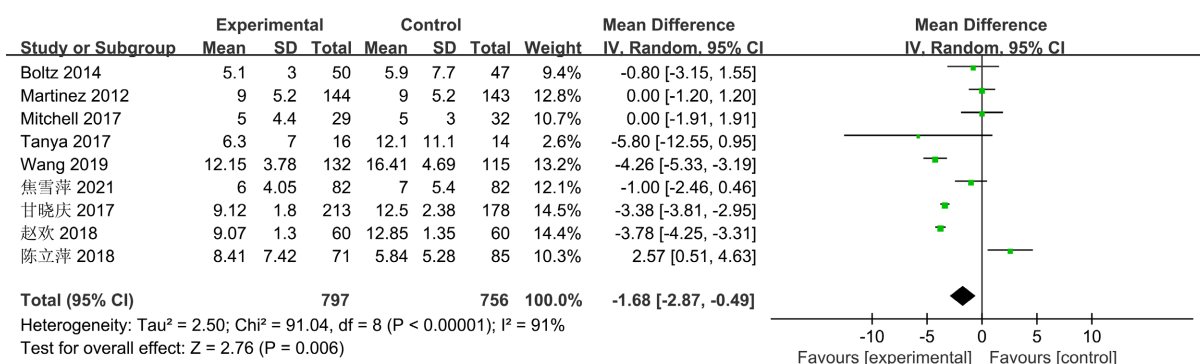 Experimental Control Mean Difference Mean Difference
Study or Subgroup Mean SD Total Mean SD Total Weight IV, Random, 95% CI IV, Random, 95% CI
Boltz 2014 5.1 3 50 5.9 7.7 47 9.4% -0.80 [-3.15, 1.55]
Martinez 2012 9 5.2 144 9 5.2 143 12.8% 0.00 [-1.20, 1.20]
Mitchell 2017 5 4.4 29 5 3 32 10.7% 0.00 [-1.91, 1.91]
Tanya 2017 6.3 7 16 12.1 11.1 14 2.6% -5.80 [-12.55, 0.95]
Wang 2019 12.15 3.78 132 16.41 4.69 115 13.2% -4.26 [-5.33, -3.19]
焦雪萍 2021 6 4.05 82 7 5.4 82 12.1% -1.00 [-2.46, 0.46]
甘晓庆 2017 9.12 1.8 213 12.5 2.38 178 14.5% -3.38 [-3.81, -2.95]
赵欢 2018 9.07 1.3 60 12.85 1.35 60 14.4% -3.78 [-4.25, -3.31]
陈立萍 2018 8.41 7.42 71 5.84 5.28 85 10.3% 2.57 [0.51, 4.63]
Total (95% CI) 797 756 100.0% -1.68 [-2.87, -0.49]
Heterogeneity: Tau² = 2.50; Chi² = 91.04, df = 8 (P < 0.00001); I² = 91%
Test for overall effect: Z = 2.76 (P = 0.006)
-10 -5 0 5 10
Favours [experimental] Favours [control]